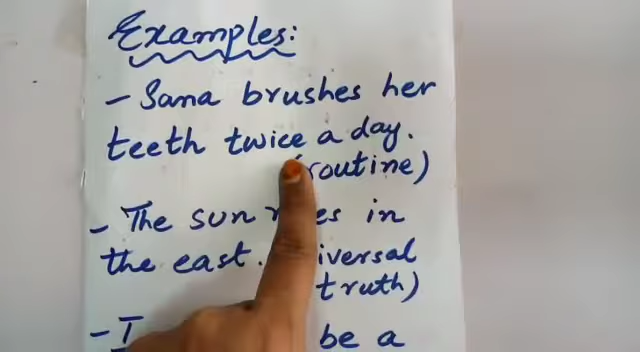 Examples:
- Sana brushes her
teeth twice a day.
(routine)
- The sun in
the east.
truth)
- I be a